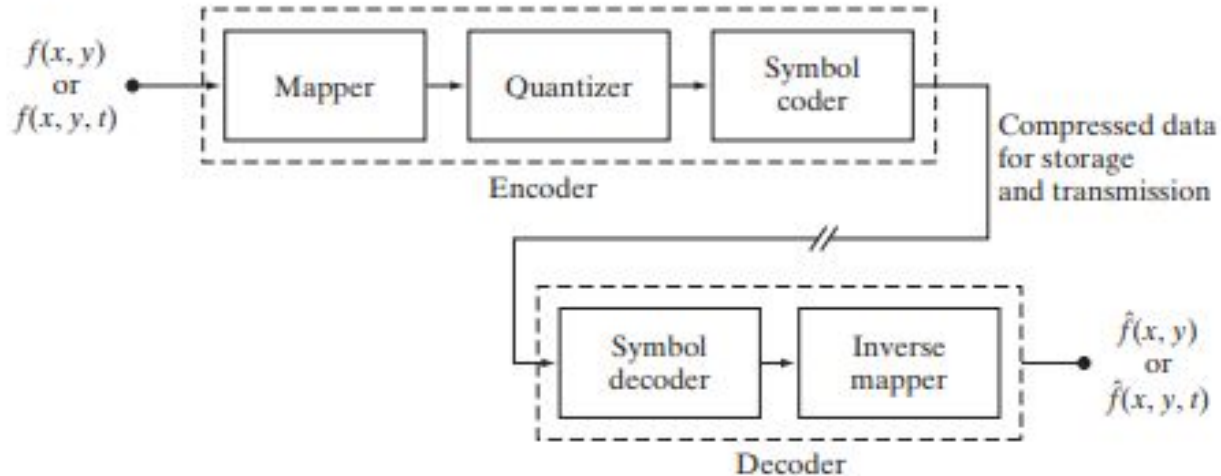 f(x, y)
or
f(x, y, t)
Mapper
Quantizer
Symbol
coder
Encoder
Compressed data
for storage
and transmission
Symbol
decoder
Inverse
mapper
Decoder
f̂(x, y)
or
f̂(x, y, t)